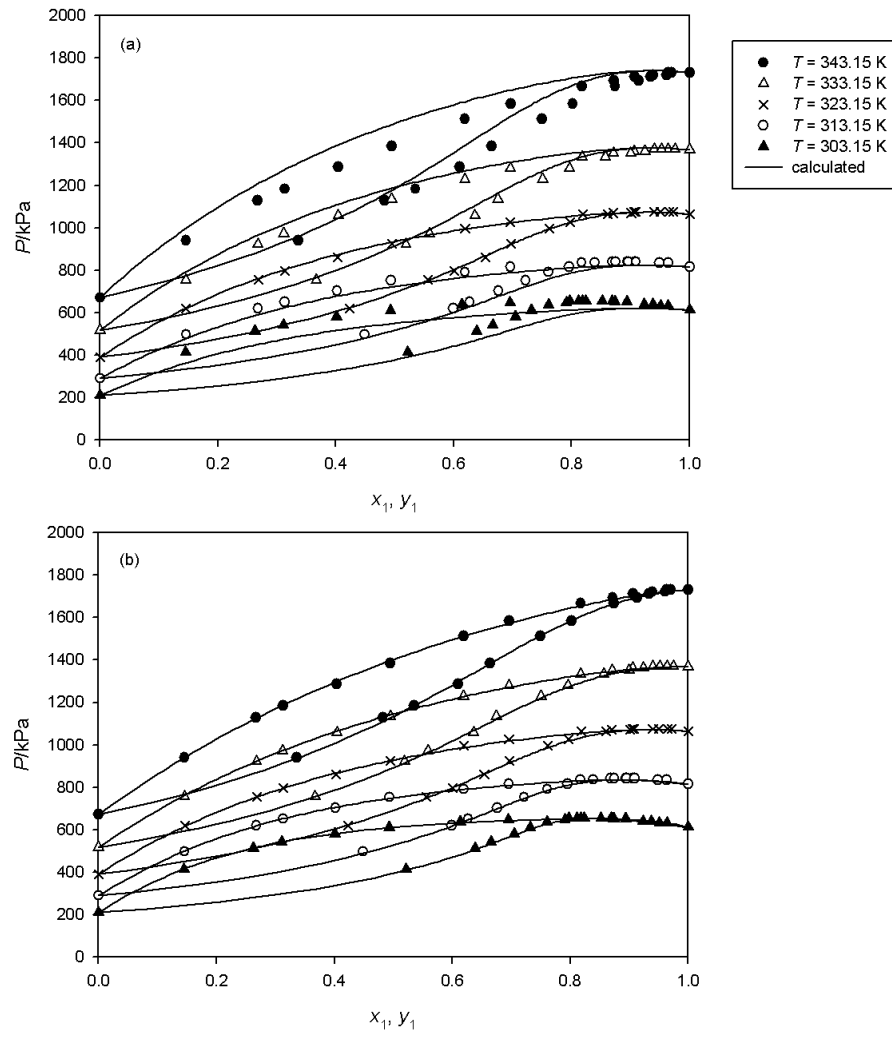 2000
1800
1600
1400
1200
1000
800
600
400
200
0
P/kPa
(a)
0.0 0.2 0.4 0.6 0.8 1.0
x₁, y₁
T = 343.15 K
T = 333.15 K
T = 323.15 K
T = 313.15 K
T = 303.15 K
calculated
2000
1800
1600
1400
1200
1000
800
600
400
200
0
P/kPa
(b)
0.0 0.2 0.4 0.6 0.8 1.0
x₁, y₁